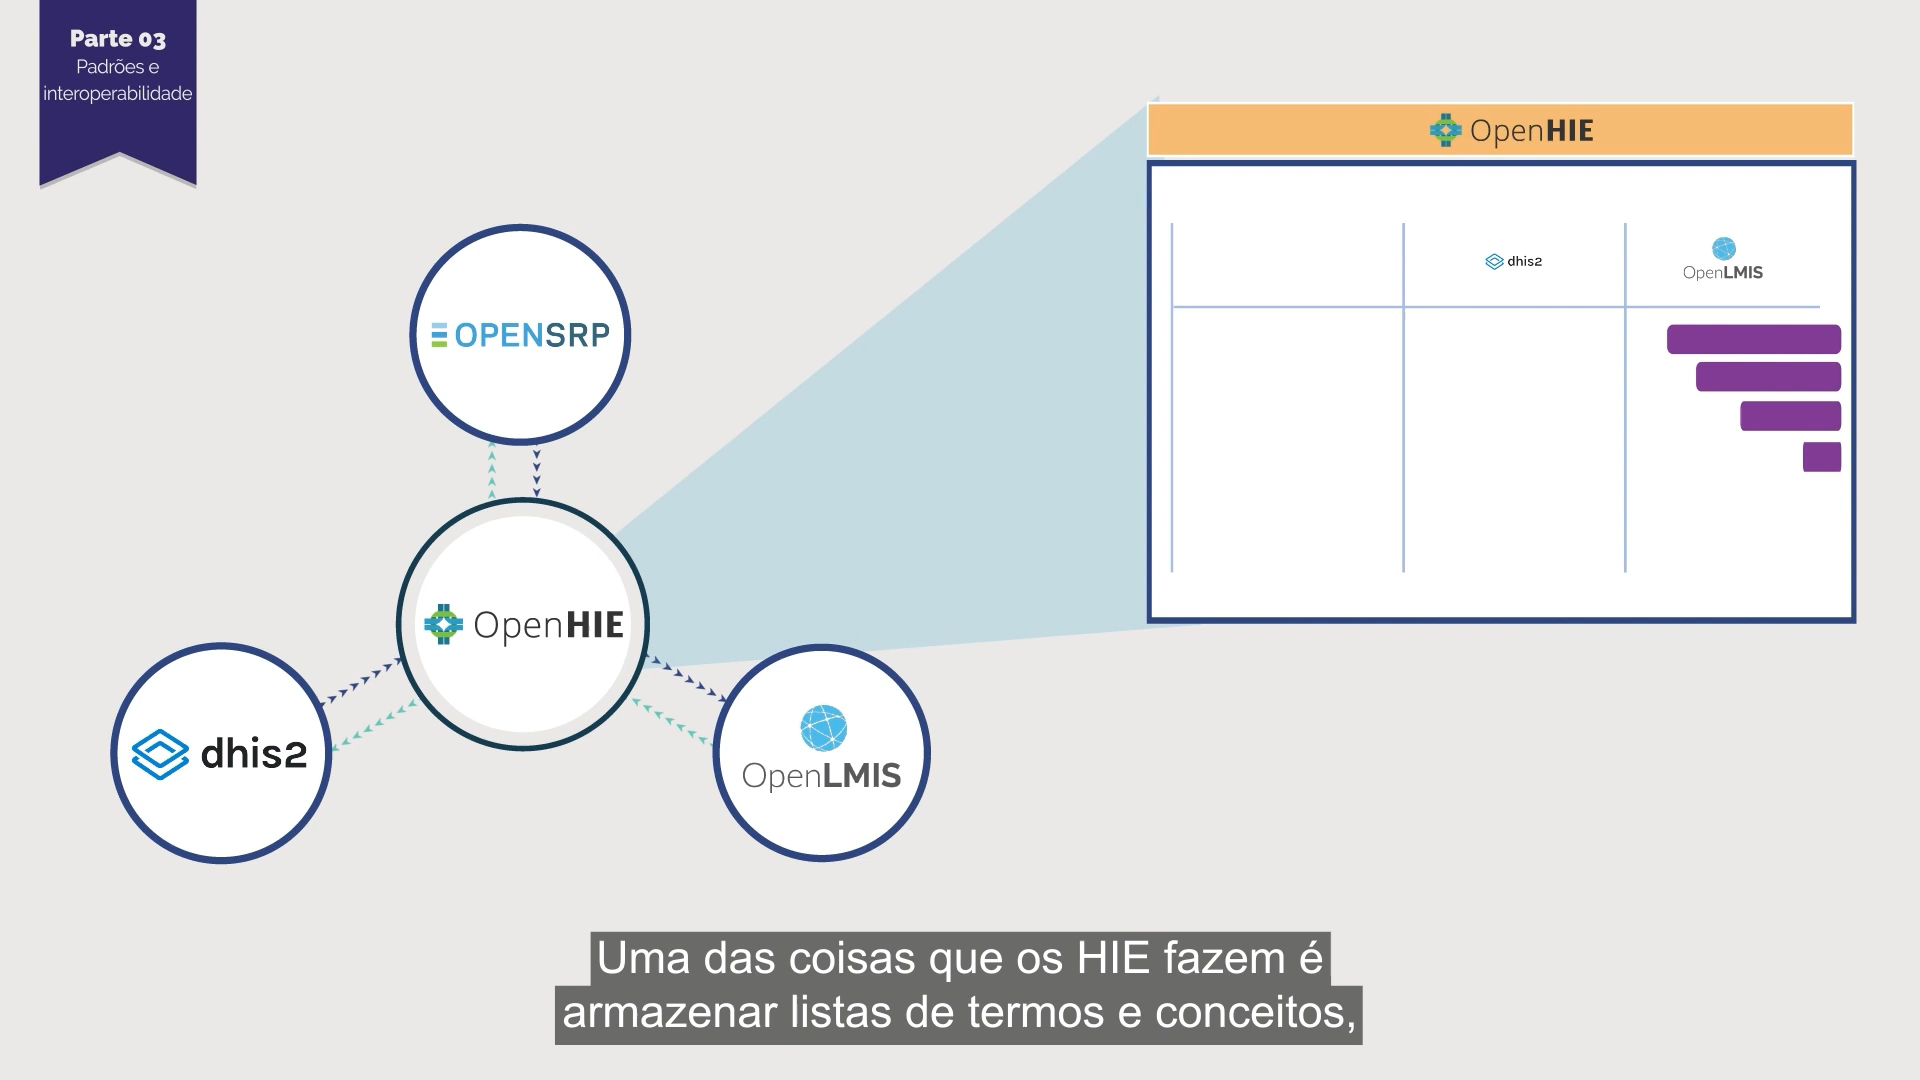 Parte 03
Padrões e
interoperabilidade
OpenHIE
dhis2
OpenLMIS
OPENSRP
OpenHIE
dhis2
OpenLMIS
Uma das coisas que os HIE fazem é
armazenar listas de termos e conceitos,